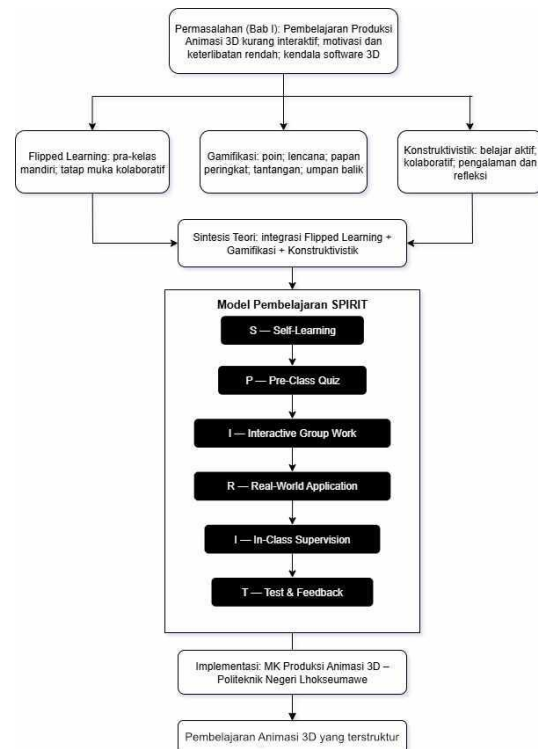 Permasalahan (Bab I): Pembelajaran Produksi
Animasi 3D kurang interaktif; motivasi dan
keterlibatan rendah; kendala software 3D
Flipped Learning: pra-kelas
mandiri; tatap muka kolaboratif
Gamifikasi: poin; lencana; papan
peringkat; tantangan; umpan balik
Konstruktivistik: belajar aktif;
kolaboratif; pengalaman dan
refleksi
Sintesis Teori: integrasi Flipped Learning +
Gamifikasi + Konstruktivistik
Model Pembelajaran SPIRIT
S — Self-Learning
P — Pre-Class Quiz
I — Interactive Group Work
R — Real-World Application
I — In-Class Supervision
T — Test & Feedback
Implementasi: MK Produksi Animasi 3D –
Politeknik Negeri Lhokseumawe
Pembelajaran Animasi 3D yang terstruktur